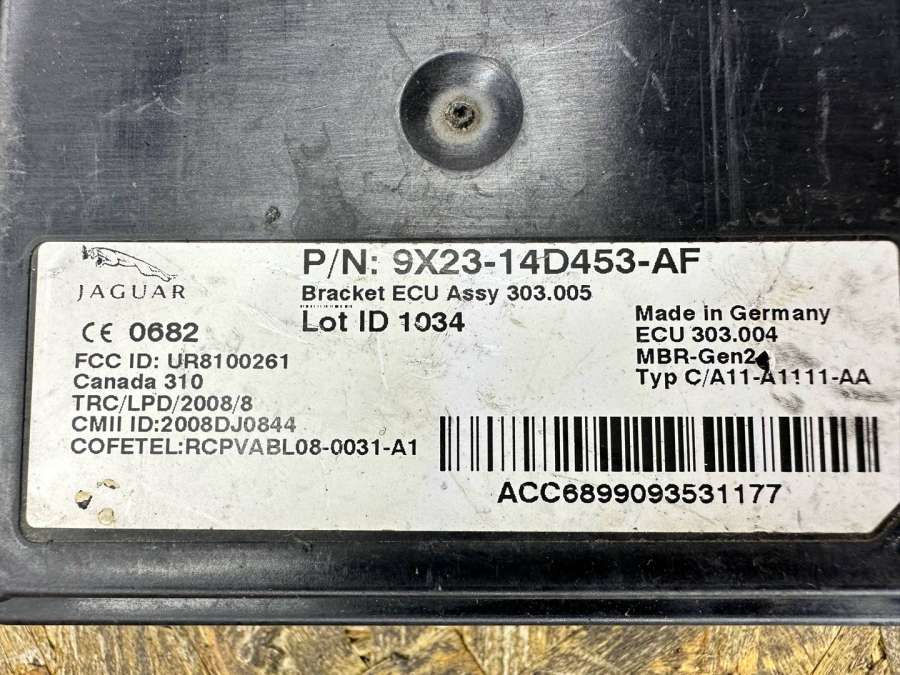 JAGUAR
P/N: 9X23-14D453-AF
Bracket ECU Assy 303.005
Lot ID 1034
CE 0682
FCC ID: UR8100261
Canada 310
TRC/LPD/2008/8
CMII ID:2008DJ0844
COFETEL:RCPVABL08-0031-A1
Made in Germany
ECU 303.004
MBR-Gen2
Typ C/A11-A1111-AA
ACC6899093531177